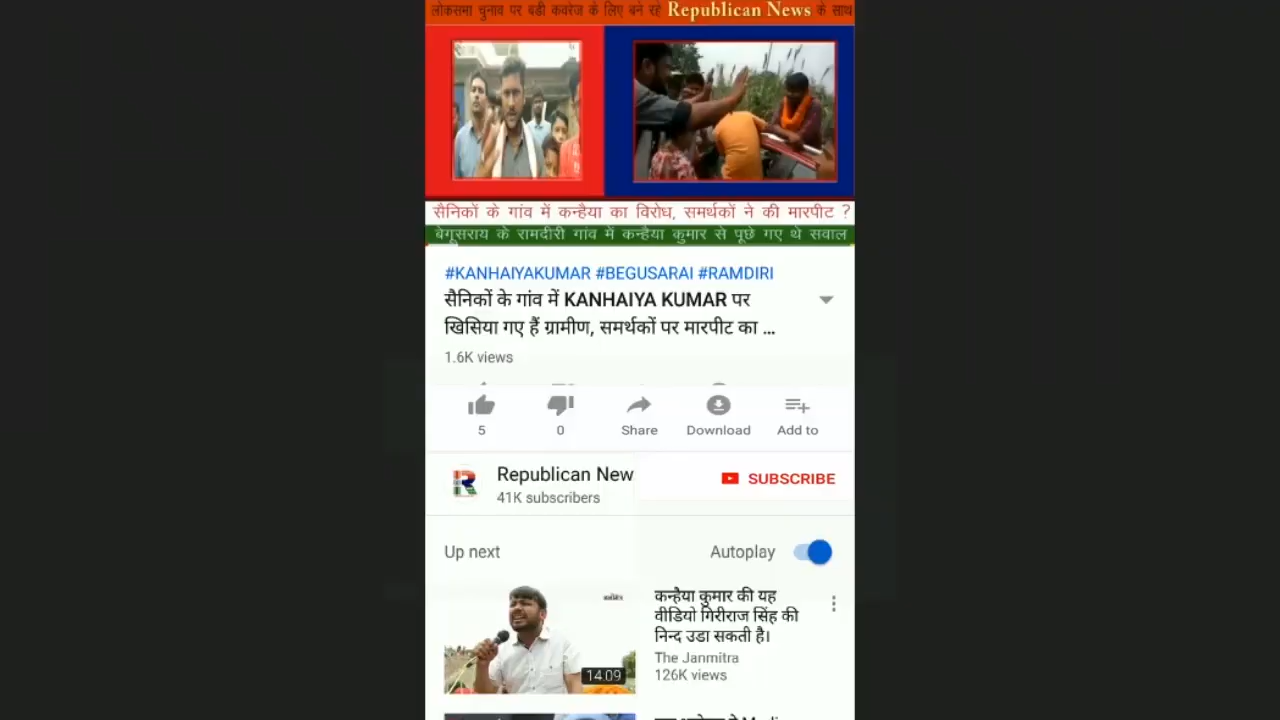 लोकसभा चुनाव पर बडी कवरेज के लिए बने रहे Republican News के साथ
सैनिकों के गांव में कन्हैया का विरोध, समर्थकों ने की मारपीट ?
बेगूसराय के रामदीरी गांव में कन्हैया कुमार से पूछे गए थे सवाल
#KANHAIYAKUMAR #BEGUSARAI #RAMDIRI
सैनिकों के गांव में KANHAIYA KUMAR पर
खिसिया गए हैं ग्रामीण, समर्थकों पर मारपीट का ...
1.6K views
5
0
Share
Download
Add to
Republican New
41K subscribers
SUBSCRIBE
Up next
Autoplay
कन्हैया कुमार की यह
वीडियो गिरीराज सिंह की
निन्द उडा सकती है।
The Janmitra
126K views
14:09